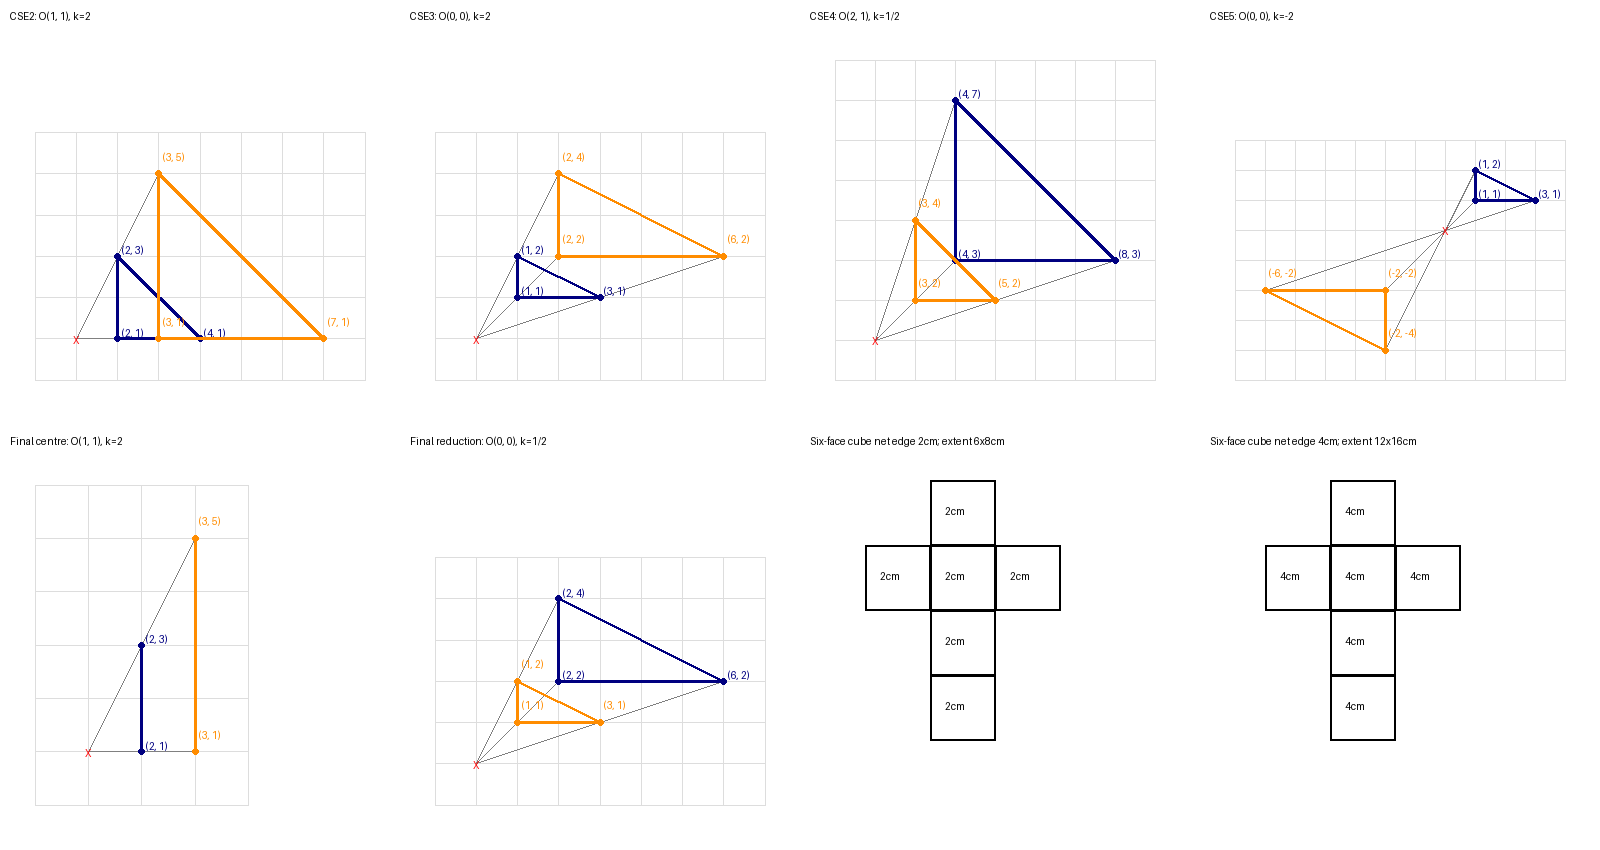 CSE2: O(1, 1), k=2
(3, 5)
(2, 3)
(3, 1)
(7, 1)
(2, 1)
(4, 1)
X
CSE3: O(0, 0), k=2
(2, 4)
(1, 2)
(2, 2)
(6, 2)
(1, 1)
(3, 1)
X
CSE4: O(2, 1), k=1/2
(4, 7)
(3, 4)
(4, 3)
(8, 3)
(3, 2)
(5, 2)
X
CSE5: O(0, 0), k=-2
(1, 2)
(1, 1)
(3, 1)
X
(-6, -2)
(-2, -2)
(-2, -4)
Final centre: O(1, 1), k=2
(3, 5)
(2, 3)
(3, 1)
(2, 1)
X
Final reduction: O(0, 0), k=1/2
(2, 4)
(1, 2)
(2, 2)
(6, 2)
(1, 1)
(3, 1)
X
Six-face cube net edge 2cm; extent 6x8cm
2cm
2cm 2cm 2cm
2cm
2cm
Six-face cube net edge 4cm; extent 12x16cm
4cm
4cm 4cm 4cm
4cm
4cm